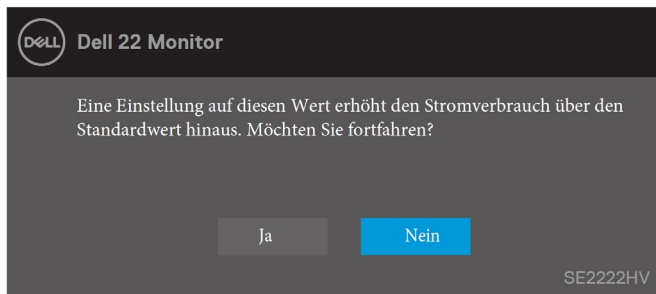 DELL Dell 22 Monitor
Eine Einstellung auf diesen Wert erhöht den Stromverbrauch über den
Standardwert hinaus. Möchten Sie fortfahren?
Ja Nein
SE2222HV